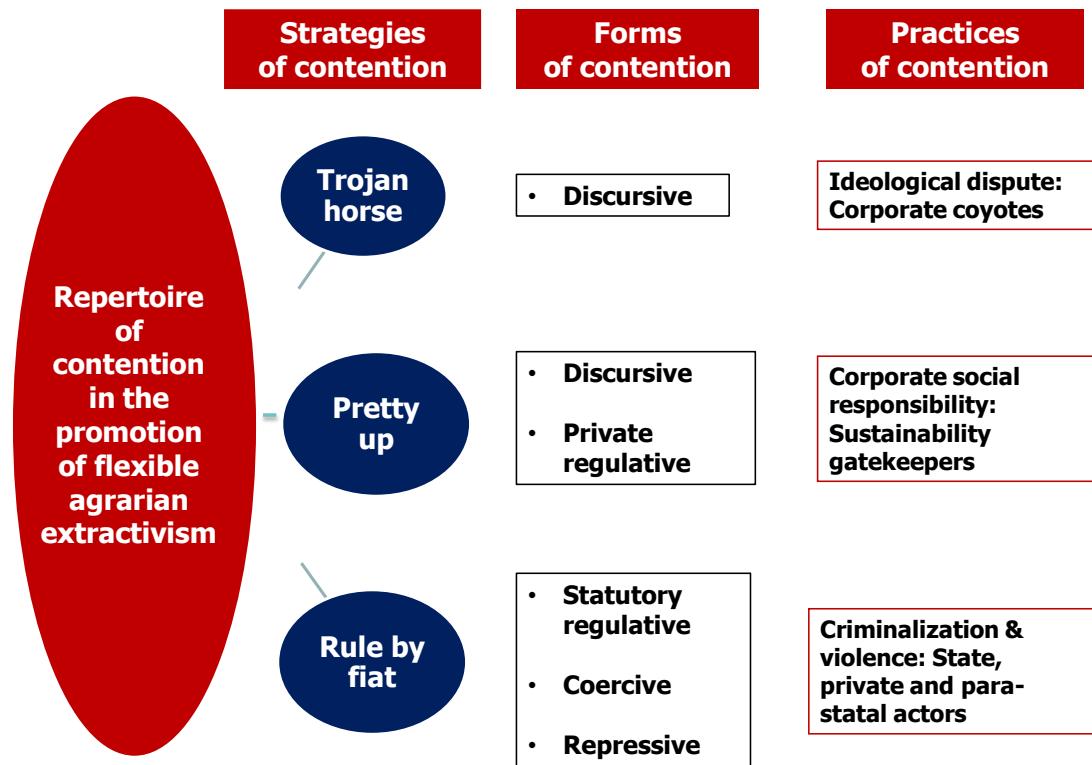 Strategies
of contention
Forms
of contention
Practices
of contention
Repertoire
of
contention
in the
promotion
of flexible
agrarian
extractivism
Trojan
horse
• Discursive
Ideological dispute:
Corporate coyotes
Pretty
up
• Discursive
• Private
regulative
Corporate social
responsibility:
Sustainability
gatekeepers
Rule by
fiat
• Statutory
regulative
• Coercive
• Repressive
Criminalization &
violence: State,
private and para-
statal actors